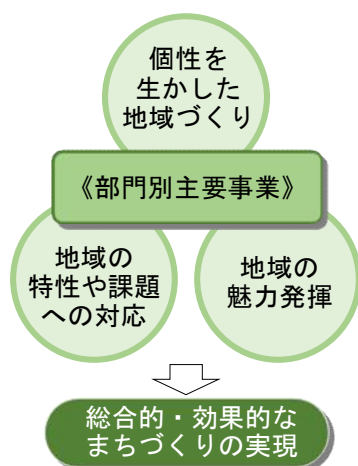 個性を
生かした
地域づくり
《部門別主要事業》
地域の
特性や課題
への対応
地域の
魅力発揮
総合的・効果的な
まちづくりの実現